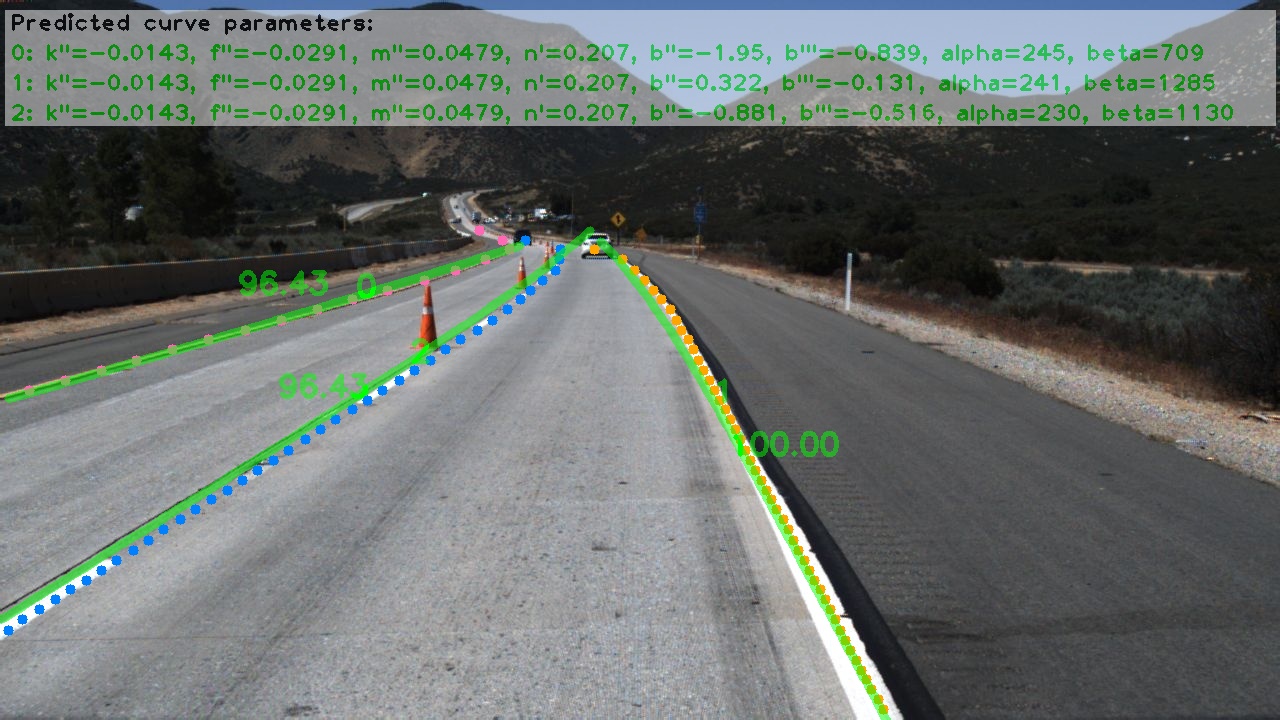 Predicted curve parameters:
0: k''=-0.0143, f''=-0.0291, m''=0.0479, n'=0.207, b''=-1.95, b'''=-0.839, alpha=245, beta=709
1: k''=-0.0143, f''=-0.0291, m''=0.0479, n'=0.207, b''=0.322, b'''=-0.131, alpha=241, beta=1285
2: k''=-0.0143, f''=-0.0291, m''=0.0479, n'=0.207, b''=-0.881, b'''=-0.516, alpha=230, beta=1130
96.43 0
96.43
1
100.00